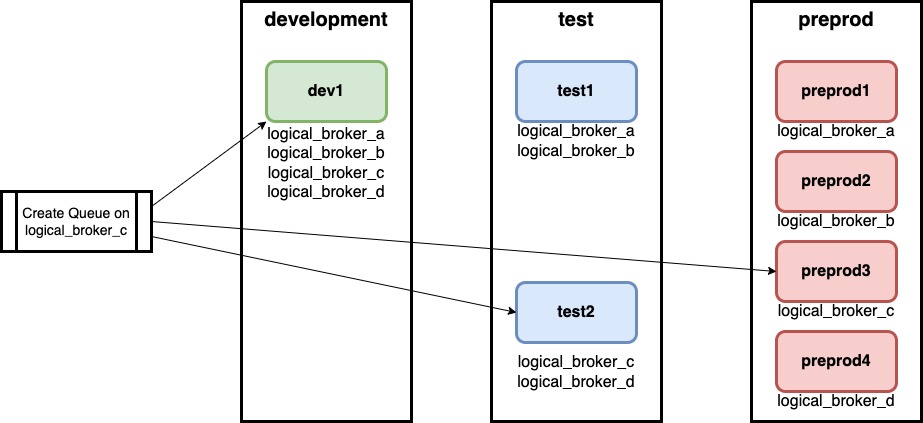 development
test
preprod
dev1
logical_broker_a
logical_broker_b
logical_broker_c
logical_broker_d
test1
logical_broker_a
logical_broker_b
preprod1
logical_broker_a
preprod2
logical_broker_b
Create Queue on
logical_broker_c
preprod3
logical_broker_c
test2
logical_broker_c
logical_broker_d
preprod4
logical_broker_d